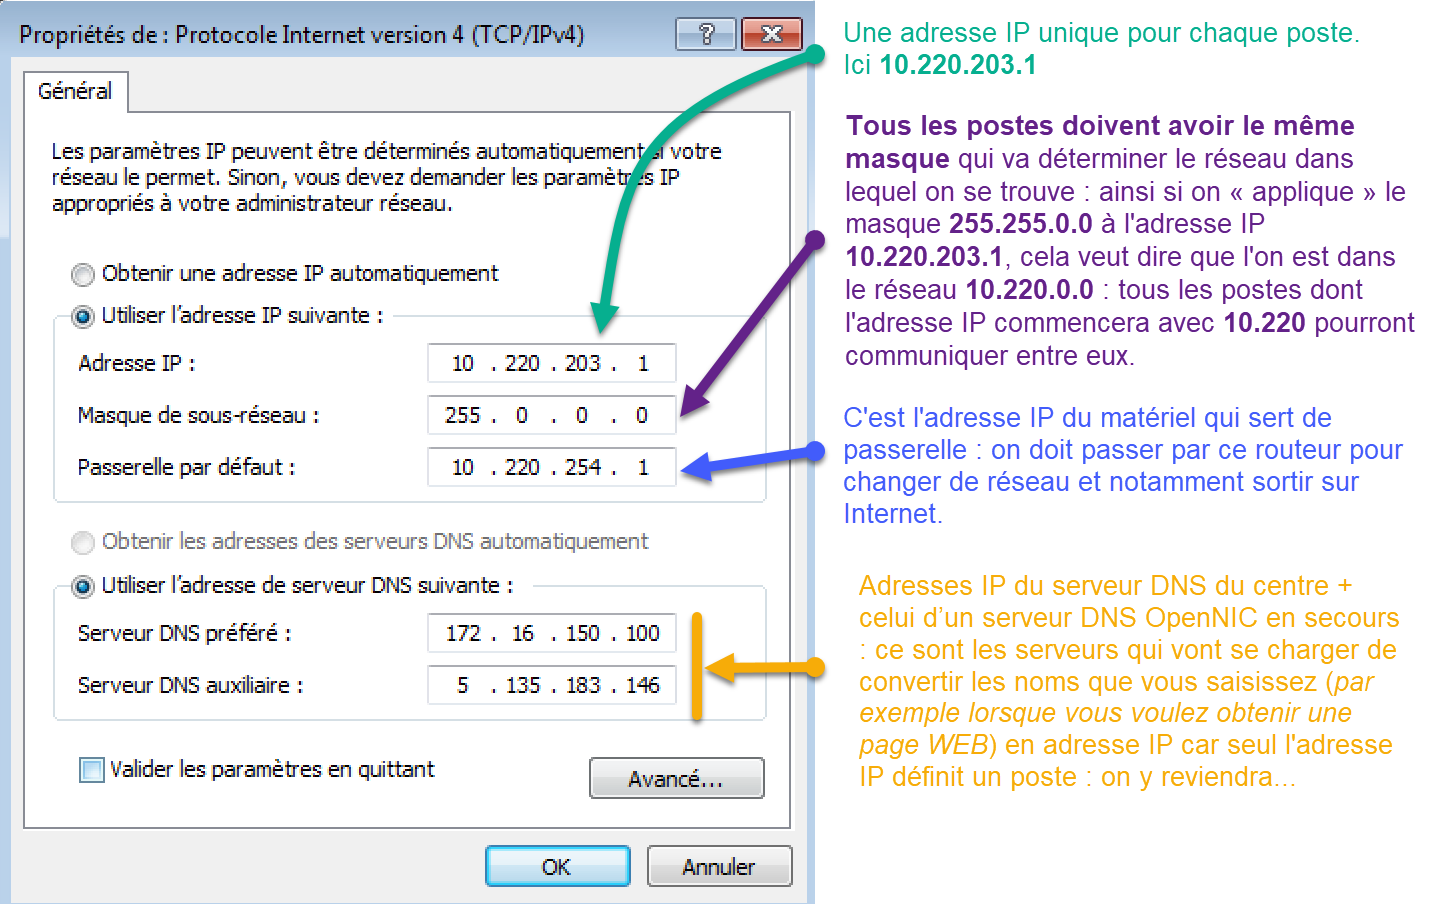 Propriétés de : Protocole Internet version 4 (TCP/IPv4)
?
Général
Les paramètres IP peuvent être déterminés automatiquement si votre
réseau le permet. Sinon, vous devez demander les paramètres IP
appropriés à votre administrateur réseau.
Obtenir une adresse IP automatiquement
Utiliser l'adresse IP suivante :
Adresse IP :
10 . 220 . 203 . 1
Masque de sous-réseau :
255 . 0 . 0 . 0
Passerelle par défaut :
10 . 220 . 254 . 1
Obtenir les adresses des serveurs DNS automatiquement
Utiliser l'adresse de serveur DNS suivante :
Serveur DNS préféré :
172 . 16 . 150 . 100
Serveur DNS auxiliaire :
5 . 135 . 183 . 146
Valider les paramètres en quittant
Avancé...
OK
Annuler
Une adresse IP unique pour chaque poste.
Ici 10.220.203.1
Tous les postes doivent avoir le même
masque qui va déterminer le réseau dans
lequel on se trouve : ainsi si on « applique » le
masque 255.255.0.0 à l'adresse IP
10.220.203.1, cela veut dire que l'on est dans
le réseau 10.220.0.0 : tous les postes dont
l'adresse IP commencera avec 10.220 pourront
communiquer entre eux.
C'est l'adresse IP du matériel qui sert de
passerelle : on doit passer par ce routeur pour
changer de réseau et notamment sortir sur
Internet.
Adresses IP du serveur DNS du centre +
celui d’un serveur DNS OpenNIC en secours
: ce sont les serveurs qui vont se charger de
convertir les noms que vous saisissez (par
exemple lorsque vous voulez obtenir une
page WEB) en adresse IP car seul l'adresse
IP définit un poste : on y reviendra...